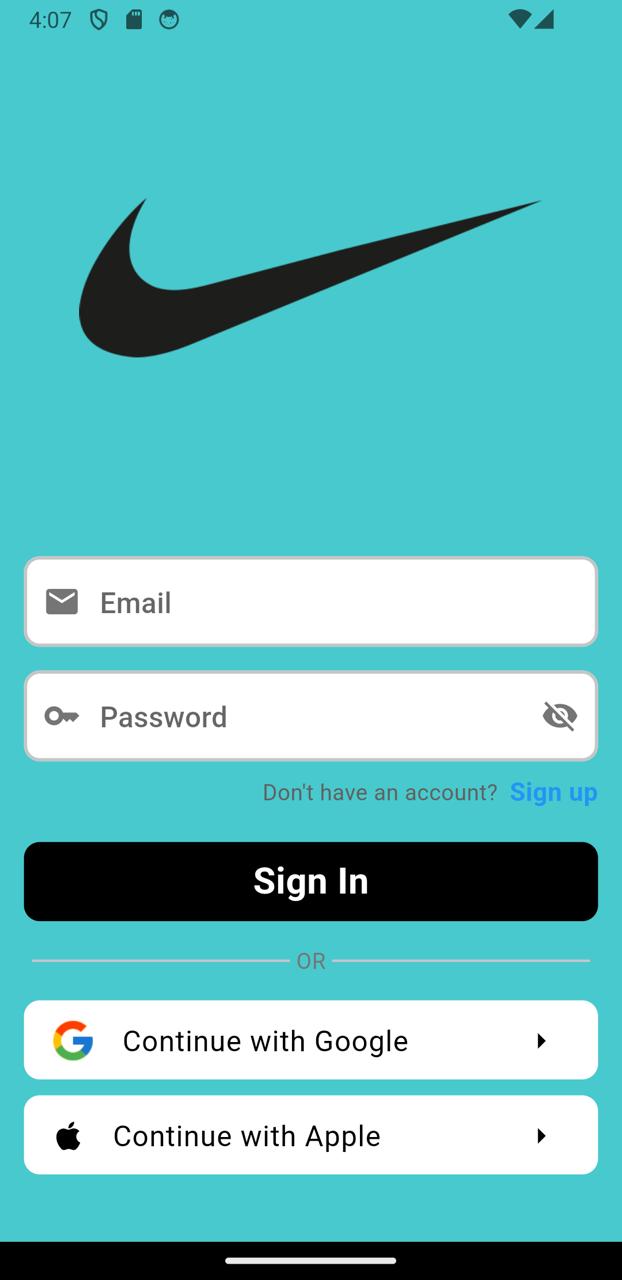 4:07
Email
Password
Don't have an account? Sign up
Sign In
OR
Continue with Google
Continue with Apple